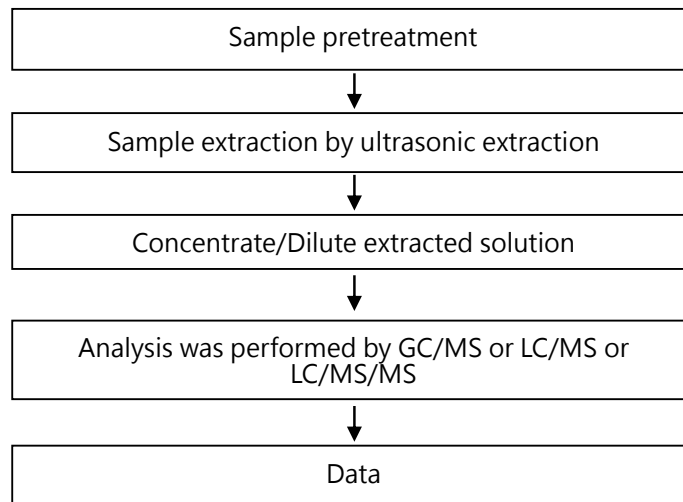 Sample pretreatment
Sample extraction by ultrasonic extraction
Concentrate/Dilute extracted solution
Analysis was performed by GC/MS or LC/MS or
LC/MS/MS
Data